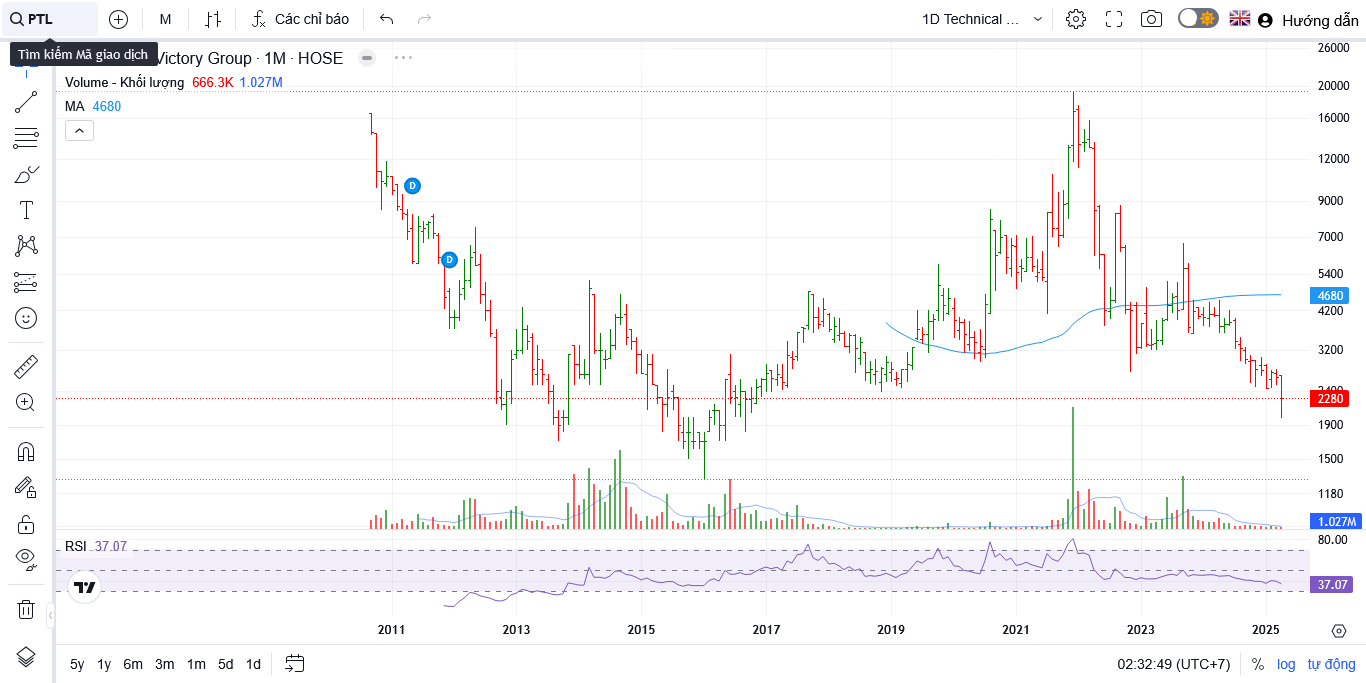 PTL
M
Các chỉ báo
1D Technical ...
Hướng dẫn
Tìm kiếm Mã giao dịch
Victory Group · 1M · HOSE
Volume - Khối lượng 666.3K 1.027M
MA 4680
26000
20000
16000
12000
9000
7000
5400
4680
4200
3200
2400
2280
1900
1500
1180
1.027M
D
D
RSI 37.07
80.00
37.07
2011 2013 2015 2017 2019 2021 2023 2025
5y 1y 6m 3m 1m 5d 1d
02:32:49 (UTC+7) % log tự động